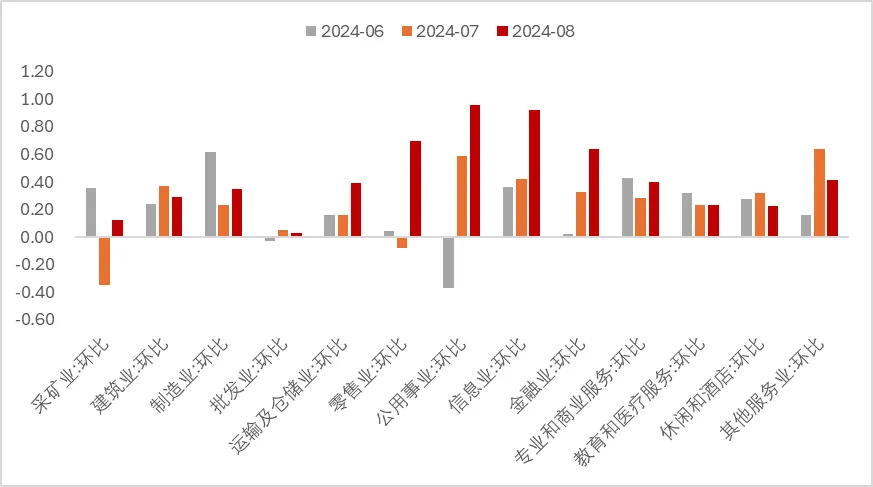 2024-06 2024-07 2024-08
1.20
1.00
0.80
0.60
0.40
0.20
0.00
-0.20
-0.40
-0.60
采矿业:环比
建筑业:环比
制造业:环比
批发业:环比
运输及仓储业:环比
零售业:环比
公用事业:环比
信息业:环比
金融业:环比
专业和商业服务:环比
教育和医疗服务:环比
休闲和酒店:环比
其他服务业:环比